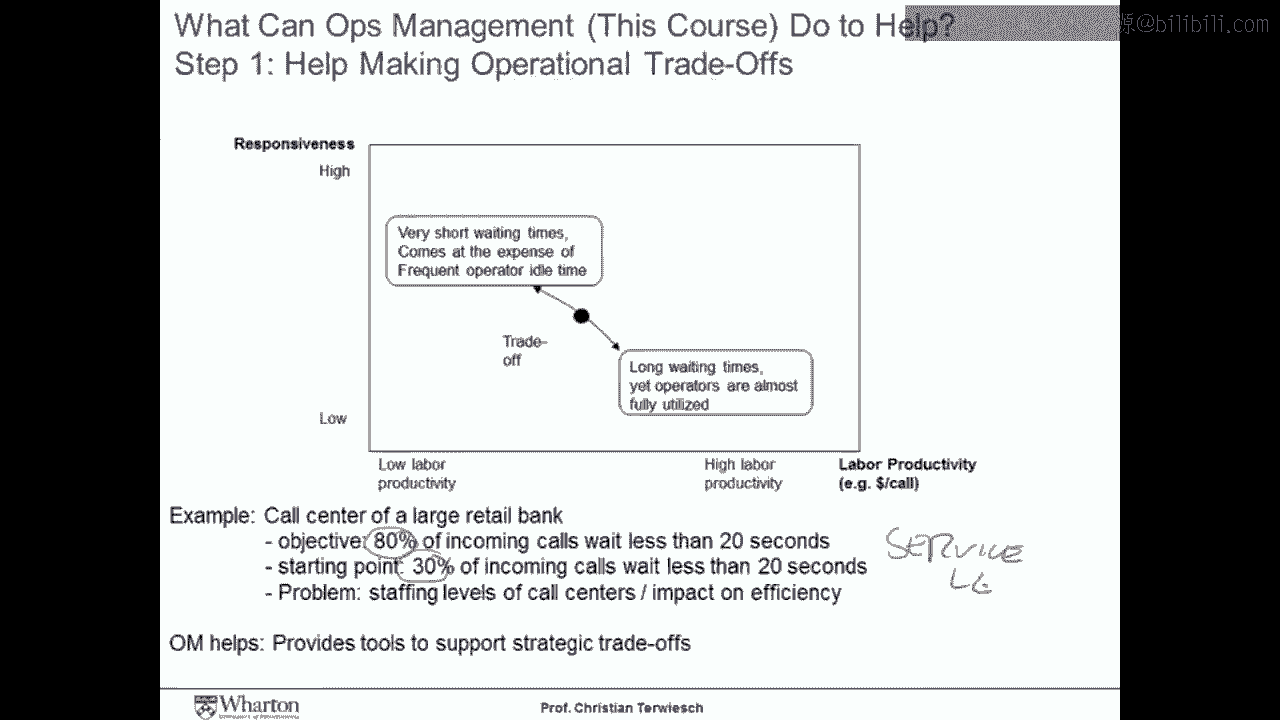 What Can Ops Management (This Course) Do to Help?
源@bilibili.com
Step 1: Help Making Operational Trade-Offs
Responsiveness
High
Very short waiting times,
Comes at the expense of
Frequent operator idle time
Trade-
off
Long waiting times,
yet operators are almost
fully utilized
Low
Low labor
productivity
High labor
productivity
Labor Productivity
(e.g. $/call)
Example: Call center of a large retail bank
- objective: 80% of incoming calls wait less than 20 seconds
- starting point: 30% of incoming calls wait less than 20 seconds
- Problem: staffing levels of call centers / impact on efficiency
SERVICE
LE
OM helps: Provides tools to support strategic trade-offs
Wharton
Prof. Christian Terwiesch